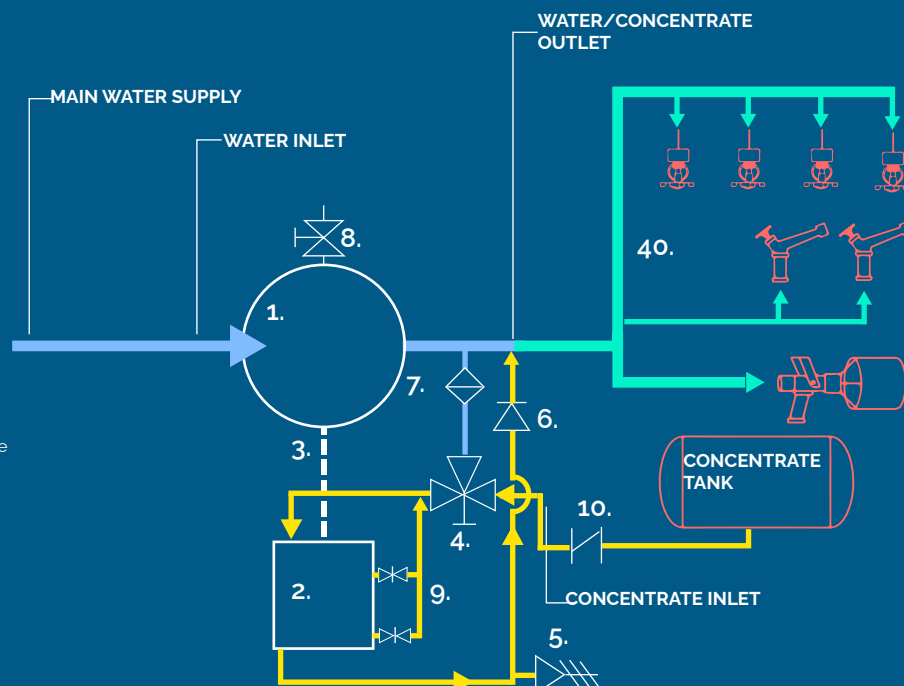 WATER/CONCENTRATE
OUTLET
MAIN WATER SUPPLY
WATER INLET
8.
40.
1.
7.
6.
3.
e
CONCENTRATE
TANK
10.
4.
2.
9.
CONCENTRATE INLET
5.